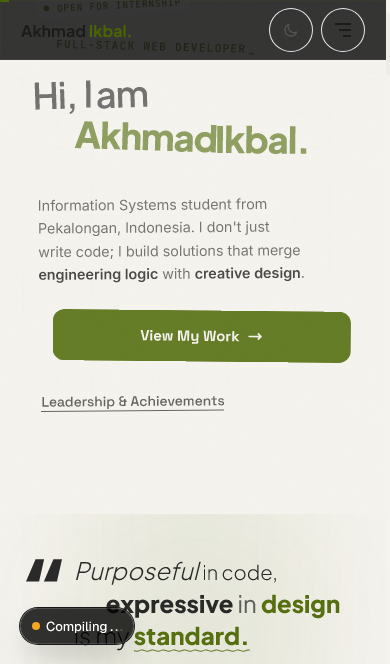 OPEN FOR INTERNSHIP
Akhmad Ikbal.
FULL-STACK WEB DEVELOPER_
Hi, I am
AkhmadIkbal.
Information Systems student from
Pekalongan, Indonesia. I don't just
write code; I build solutions that merge
engineering logic with creative design.
View My Work →
Leadership & Achievements
" Purposeful in code,
expressive in design
is my standard.
Compiling ..